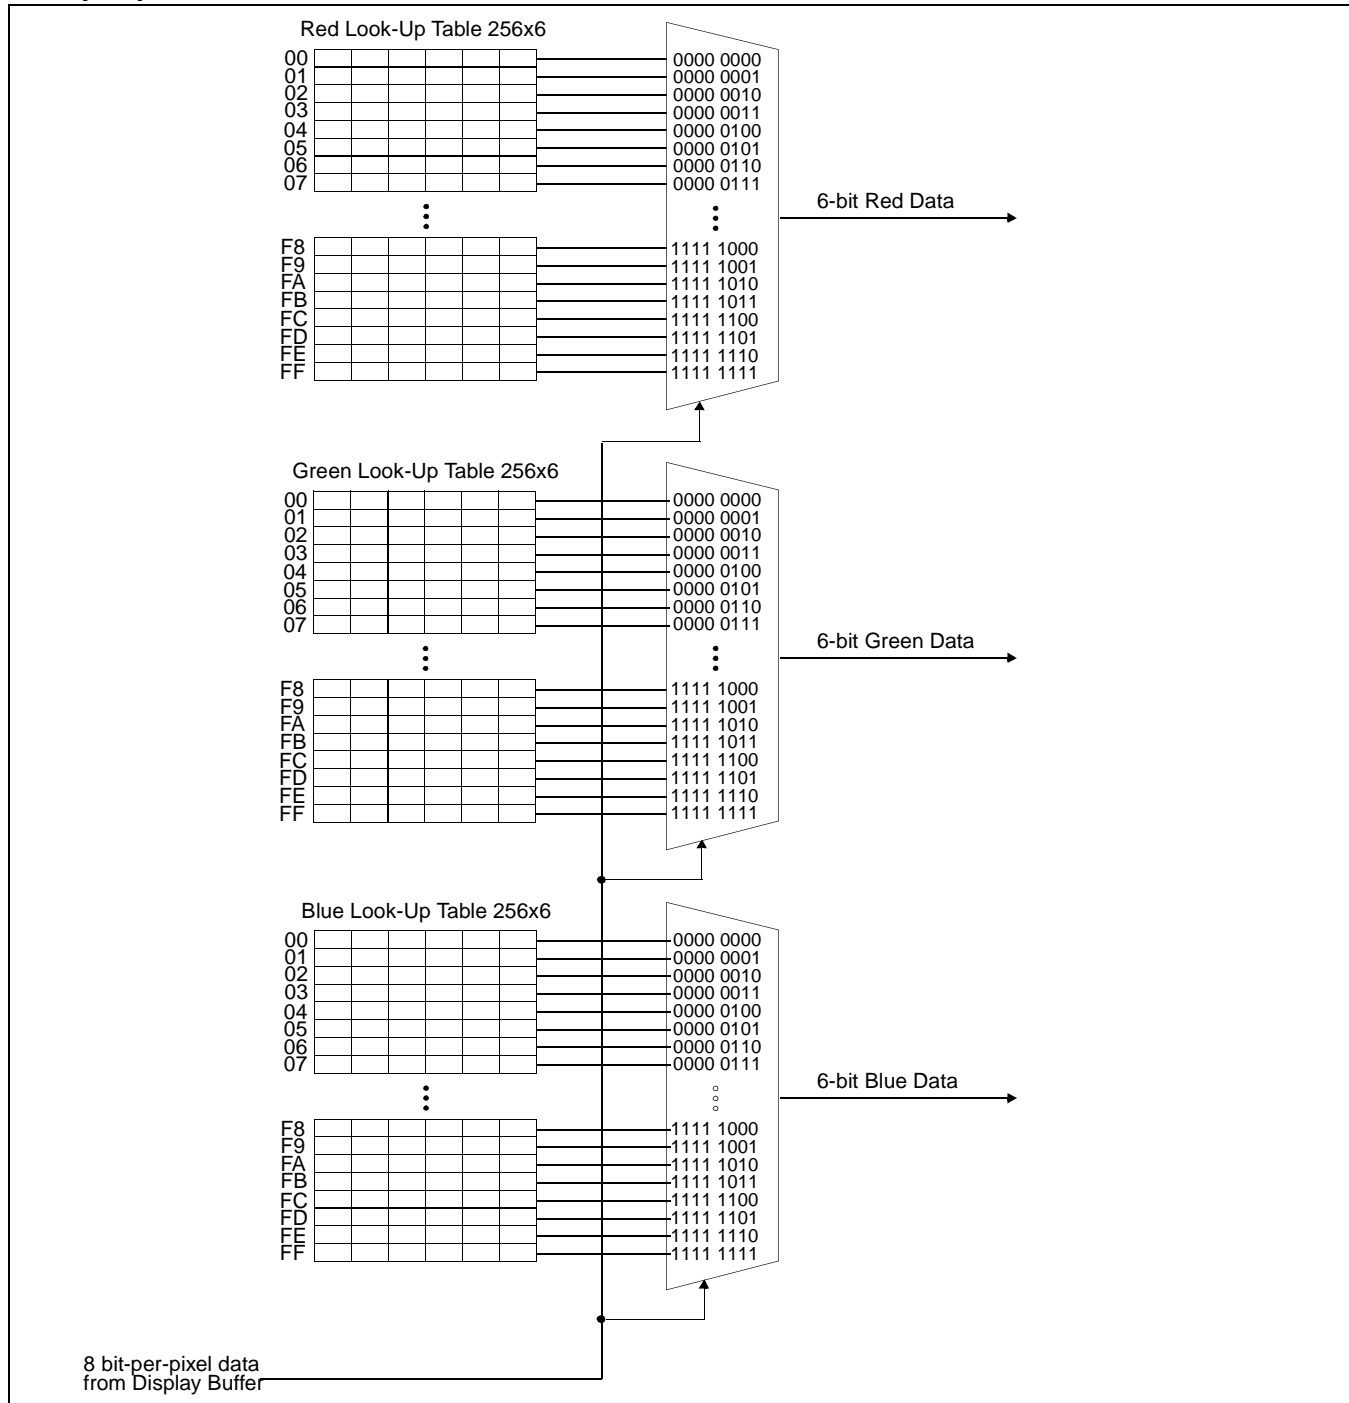 Red Look-Up Table 256x6
00 0000 0000
01 0000 0001
02 0000 0010
03 0000 0011
04 0000 0100
05 0000 0101
06 0000 0110
07 0000 0111
6-bit Red Data
F8 1111 1000
F9 1111 1001
FA 1111 1010
FB 1111 1011
FC 1111 1100
FD 1111 1101
FE 1111 1110
FF 1111 1111
Green Look-Up Table 256x6
00 0000 0000
01 0000 0001
02 0000 0010
03 0000 0011
04 0000 0100
05 0000 0101
06 0000 0110
07 0000 0111
6-bit Green Data
F8 1111 1000
F9 1111 1001
FA 1111 1010
FB 1111 1011
FC 1111 1100
FD 1111 1101
FE 1111 1110
FF 1111 1111
Blue Look-Up Table 256x6
00 0000 0000
01 0000 0001
02 0000 0010
03 0000 0011
04 0000 0100
05 0000 0101
06 0000 0110
07 0000 0111
6-bit Blue Data
F8 1111 1000
F9 1111 1001
FA 1111 1010
FB 1111 1011
FC 1111 1100
FD 1111 1101
FE 1111 1110
FF 1111 1111
8 bit-per-pixel data
from Display Buffer